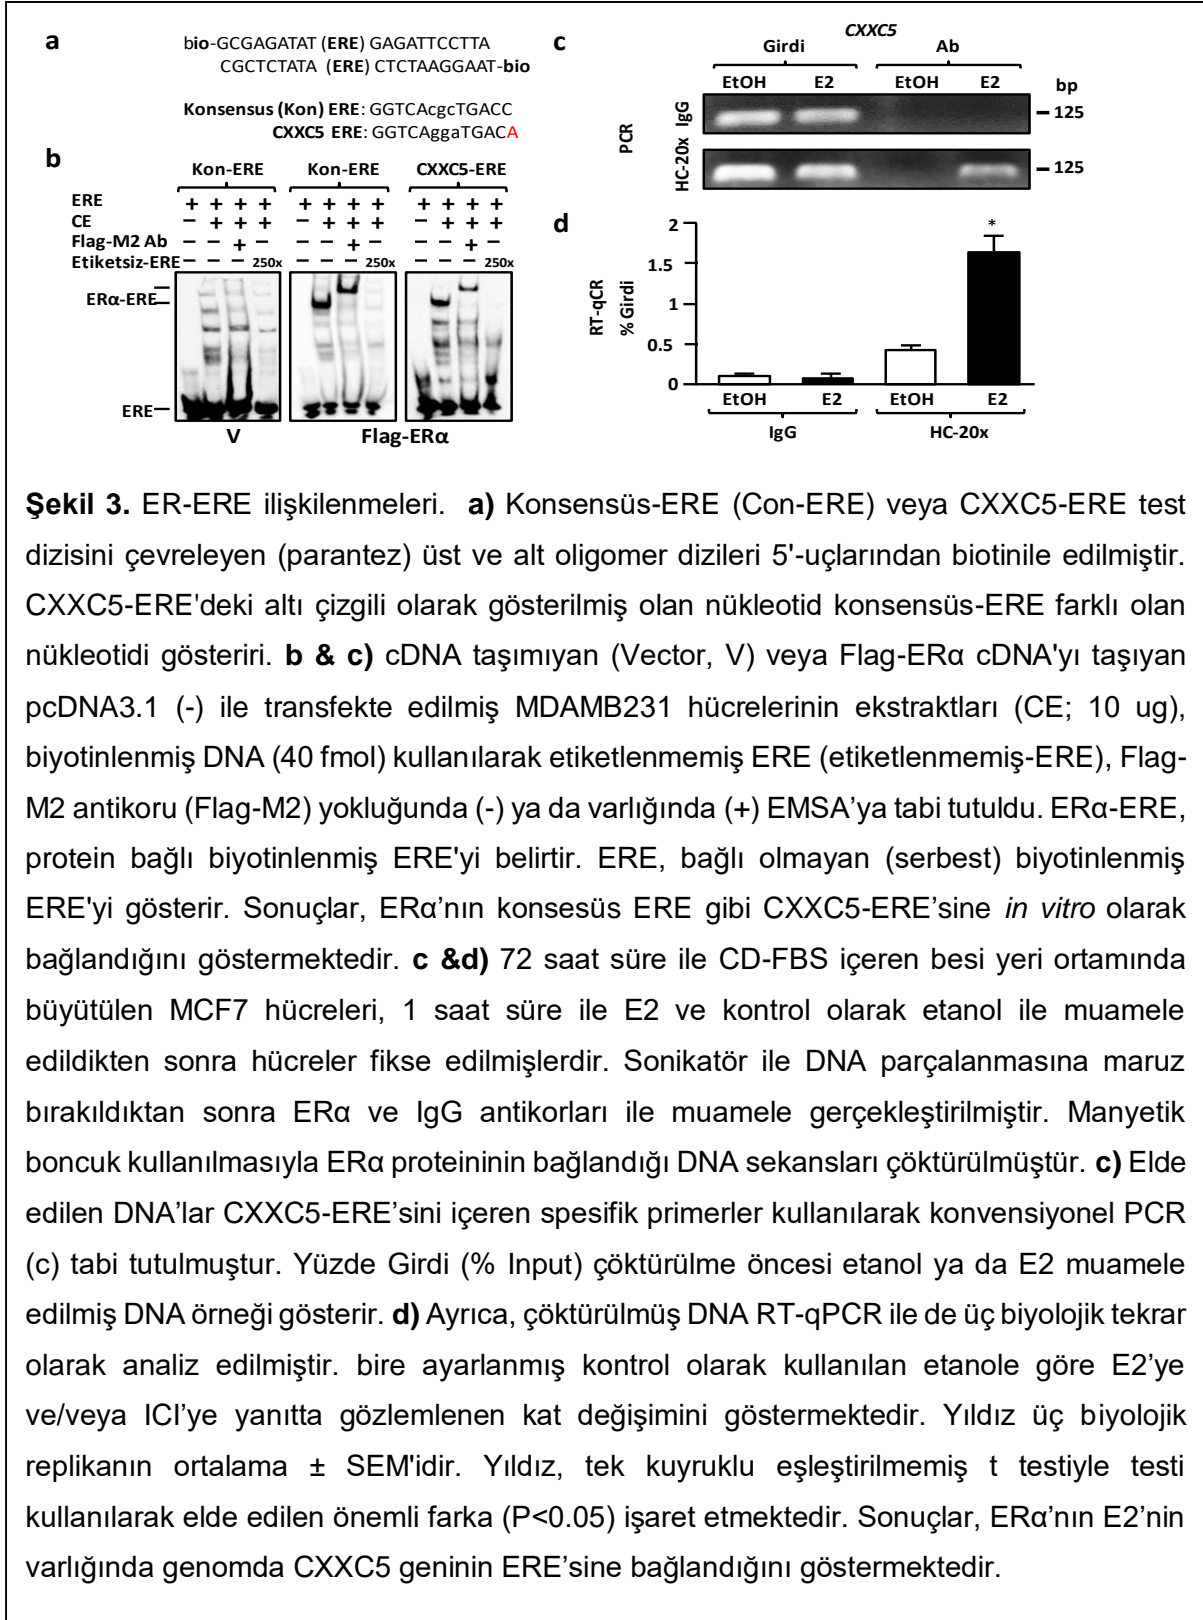 a
bio-GCGAGATAT (ERE) GAGATTCCTTA
CGCTCTATA (ERE) CTCTAAGGAAT-bio
Konsensus (Kon) ERE: GGTCAcgcTGACC
CXXC5 ERE: GGTCAggaTGACA
b
Kon-ERE Kon-ERE CXXC5-ERE
ERE + + + + + + + + + + + +
CE − + + + − + + + − + + +
Flag-M2 Ab − − + − − − + − − − + −
Etiketsiz-ERE − − − 250x − − − 250x − − − 250x
ERα-ERE
ERE
V Flag-ERα
c
CXXC5
Girdi Ab
EtOH E2 EtOH E2 bp
PCR
IgG
125
HC-20x
125
d
RT-qCR
% Girdi
2
1.5
1
0.5
0
*
EtOH E2 EtOH E2
IgG HC-20x
Şekil 3. ER-ERE ilişkilenmeleri. a) Konsensüs-ERE (Con-ERE) veya CXXC5-ERE test
dizisini çevreleyen (parantez) üst ve alt oligomer dizileri 5'-uçlarından biotinile edilmiştir.
CXXC5-ERE'deki altı çizgili olarak gösterilmiş olan nükleotid konsensüs-ERE farklı olan
nükleotidi gösteriri. b & c) cDNA taşımıyan (Vector, V) veya Flag-ERα cDNA'yı taşıyan
pcDNA3.1 (-) ile transfekte edilmiş MDAMB231 hücrelerinin ekstraktları (CE; 10 ug),
biyotinlenmiş DNA (40 fmol) kullanılarak etiketlenmemiş ERE (etiketlenmemiş-ERE), Flag-
M2 antikoru (Flag-M2) yokluğunda (-) ya da varlığında (+) EMSA’ya tabi tutuldu. ERα-ERE,
protein bağlı biyotinlenmiş ERE'yi belirtir. ERE, bağlı olmayan (serbest) biyotinlenmiş
ERE'yi gösterir. Sonuçlar, ERα’nın konsesüs ERE gibi CXXC5-ERE’sine in vitro olarak
bağlandığını göstermektedir. c &d) 72 saat süre ile CD-FBS içeren besi yeri ortamında
büyütülen MCF7 hücreleri, 1 saat süre ile E2 ve kontrol olarak etanol ile muamele
edildikten sonra hücreler fikse edilmişlerdir. Sonikatör ile DNA parçalanmasına maruz
bırakıldıktan sonra ERα ve IgG antikorları ile muamele gerçekleştirilmiştir. Manyetik
boncuk kullanılmasıyla ERα proteininin bağlandığı DNA sekansları çöktürülmüştür. c) Elde
edilen DNA’lar CXXC5-ERE’sini içeren spesifik primerler kullanılarak konvensiyonel PCR
(c) tabi tutulmuştur. Yüzde Girdi (% Input) çöktürülme öncesi etanol ya da E2 muamele
edilmiş DNA örneği gösterir. d) Ayrıca, çöktürülmüş DNA RT-qPCR ile de üç biyolojik tekrar
olarak analiz edilmiştir. bire ayarlanmış kontrol olarak kullanılan etanole göre E2’ye
ve/veya ICI’ye yanıtta gözlemlenen kat değişimini göstermektedir. Yıldız üç biyolojik
replikanın ortalama ± SEM'idir. Yıldız, tek kuyruklu eşleştirilmemiş t testiyle testi
kullanılarak elde edilen önemli farka (P<0.05) işaret etmektedir. Sonuçlar, ERα’nın E2’nin
varlığında genomda CXXC5 geninin ERE’sine bağlandığını göstermektedir.